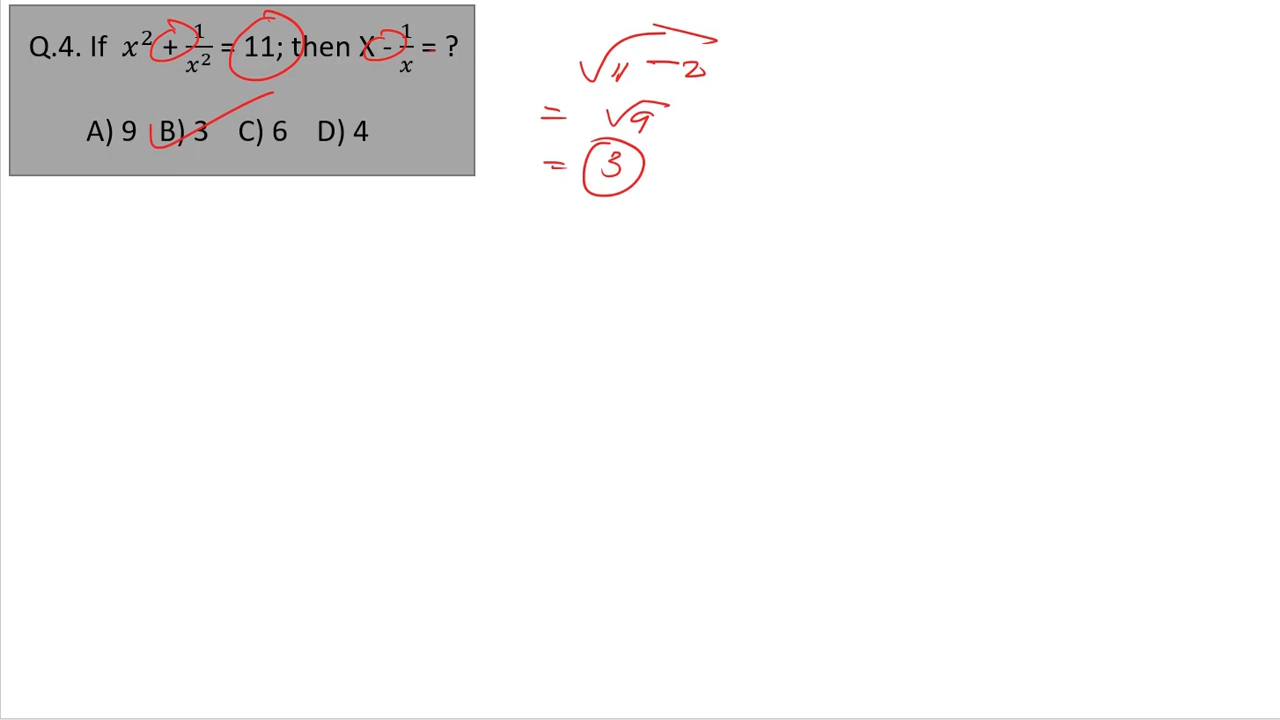 Q.4. If x² + 1/x² = 11; then X - 1/x = ?
A) 9 B) 3 C) 6 D) 4
√11 - 2
= √9
= 3